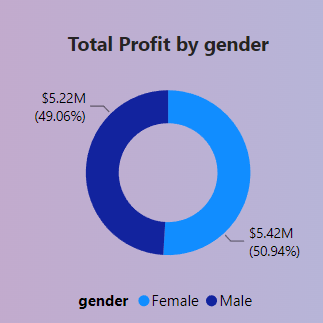 Total Profit by gender
$5.22M
(49.06%)
$5.42M
(50.94%)
gender Female Male